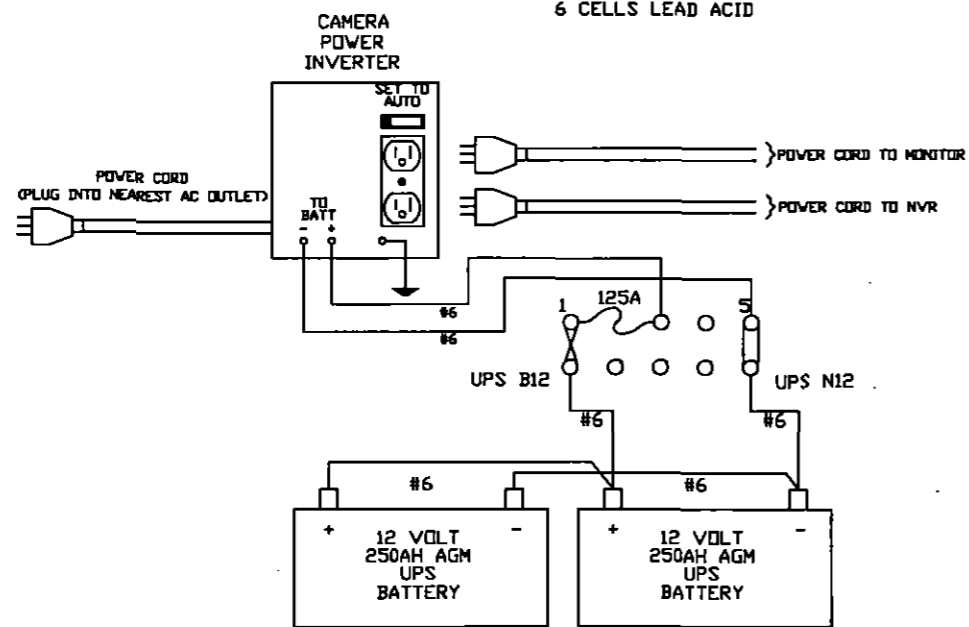 6 CELLS LEAD ACID
CAMERA
POWER
INVERTER
SET TO
AUTO
POWER CORD TO MONITOR
POWER CORD
(PLUG INTO NEAREST AC OUTLET)
TO
BATT
- +
POWER CORD TO NVR
#6
#6
1
125A
5
UPS B12
UPS N12
#6
#6
#6
#6
+ -
12 VOLT
250AH AGM
UPS
BATTERY
+ -
12 VOLT
250AH AGM
UPS
BATTERY